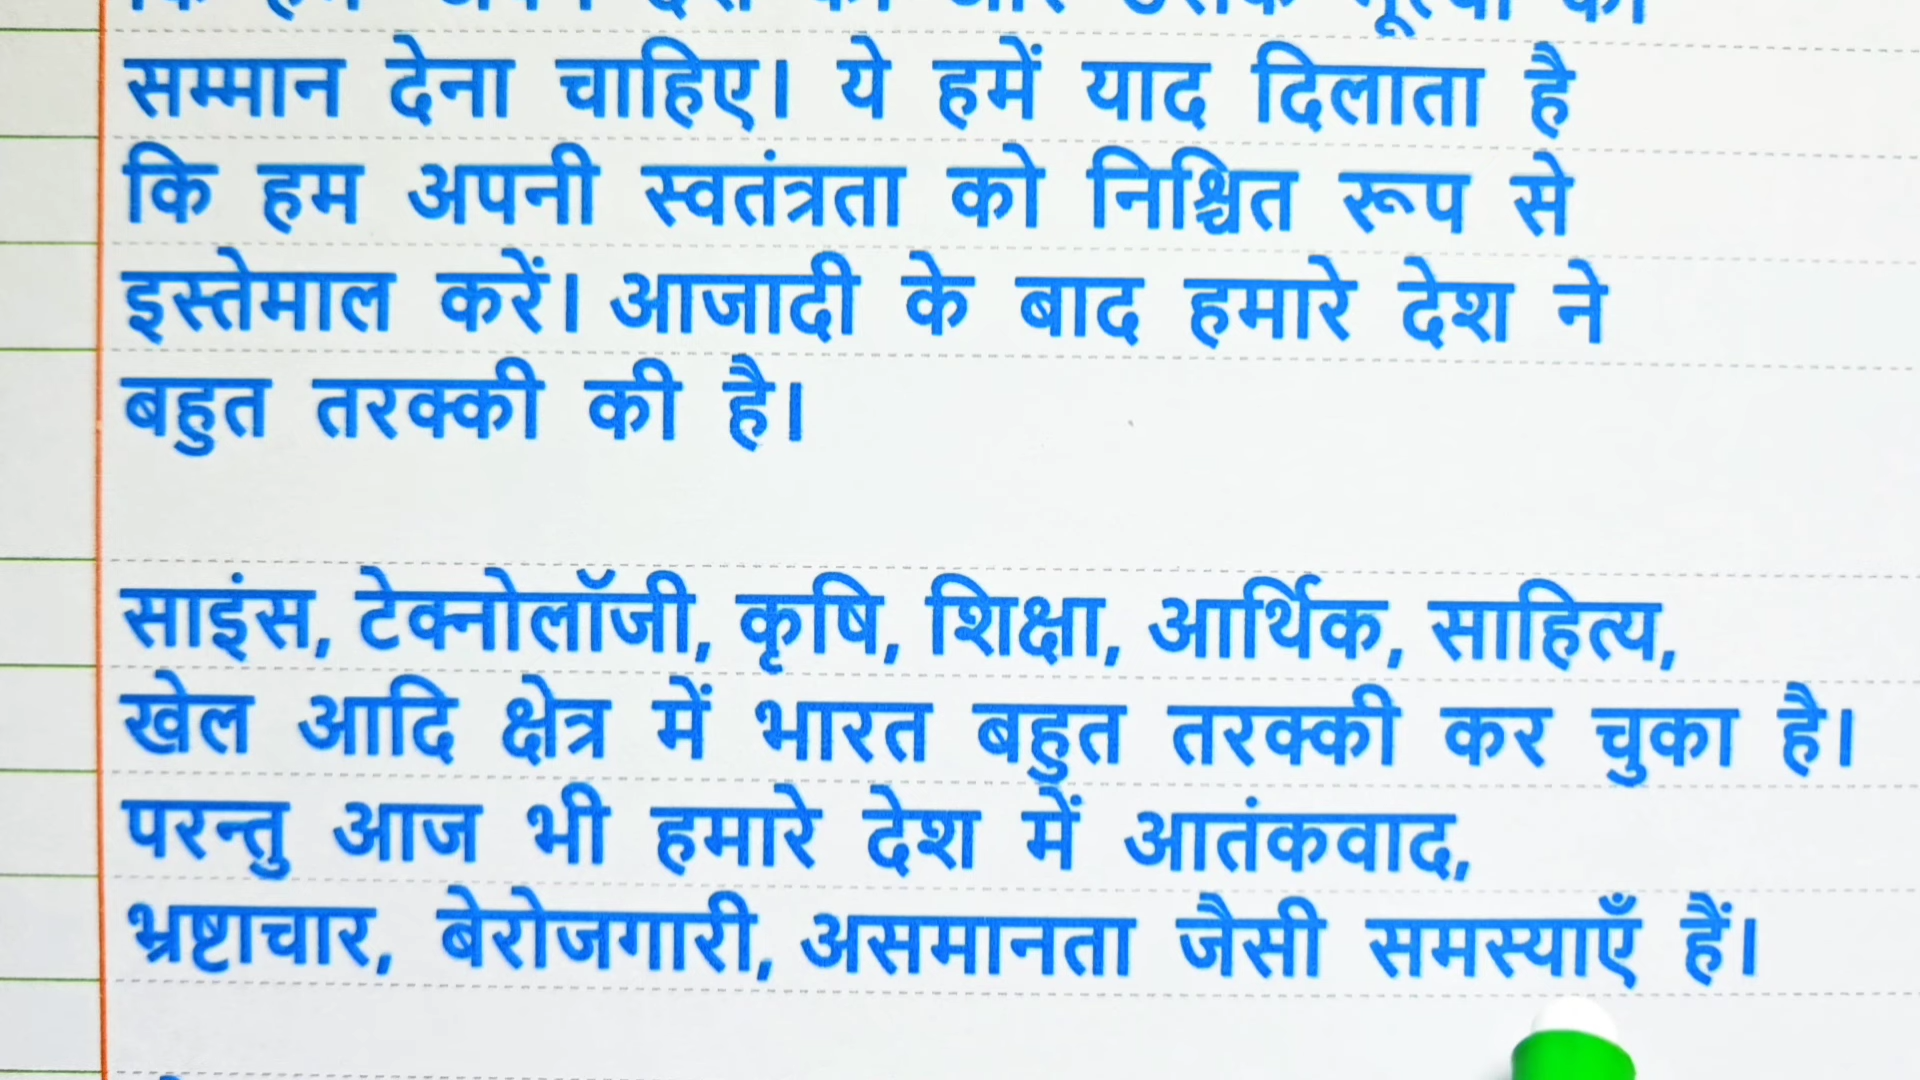 सम्मान देना चाहिए। ये हमें याद दिलाता है
कि हम अपनी स्वतंत्रता को निश्चित रूप से
इस्तेमाल करें। आजादी के बाद हमारे देश ने
बहुत तरक्की की है।
साइंस, टेक्नोलॉजी, कृषि, शिक्षा, आर्थिक, साहित्य,
खेल आदि क्षेत्र में भारत बहुत तरक्की कर चुका है।
परन्तु आज भी हमारे देश में आतंकवाद,
भ्रष्टाचार, बेरोजगारी, असमानता जैसी समस्याएँ हैं।